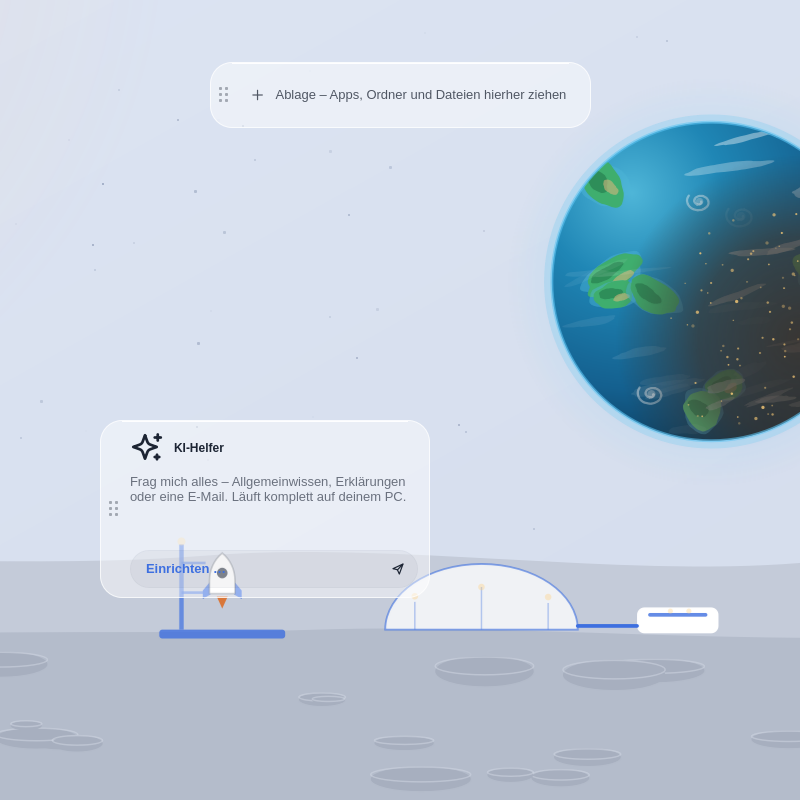 Ablage – Apps, Ordner und Dateien hierher ziehen
KI-Helfer
Frag mich alles – Allgemeinwissen, Erklärungen
oder eine E-Mail. Läuft komplett auf deinem PC.
Einrichten …